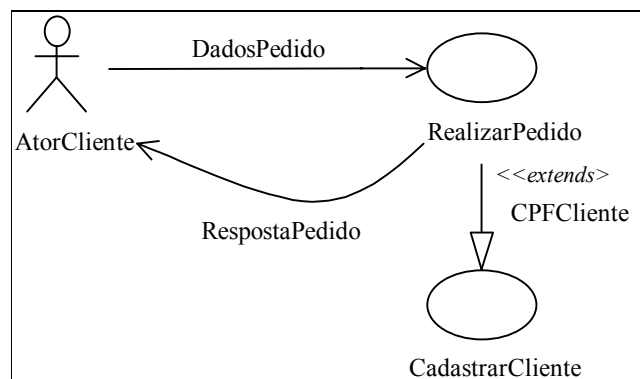 DadosPedido
AtorCliente
RealizarPedido
<<extends>
CPFCliente
RespostaPedido
CadastrarCliente